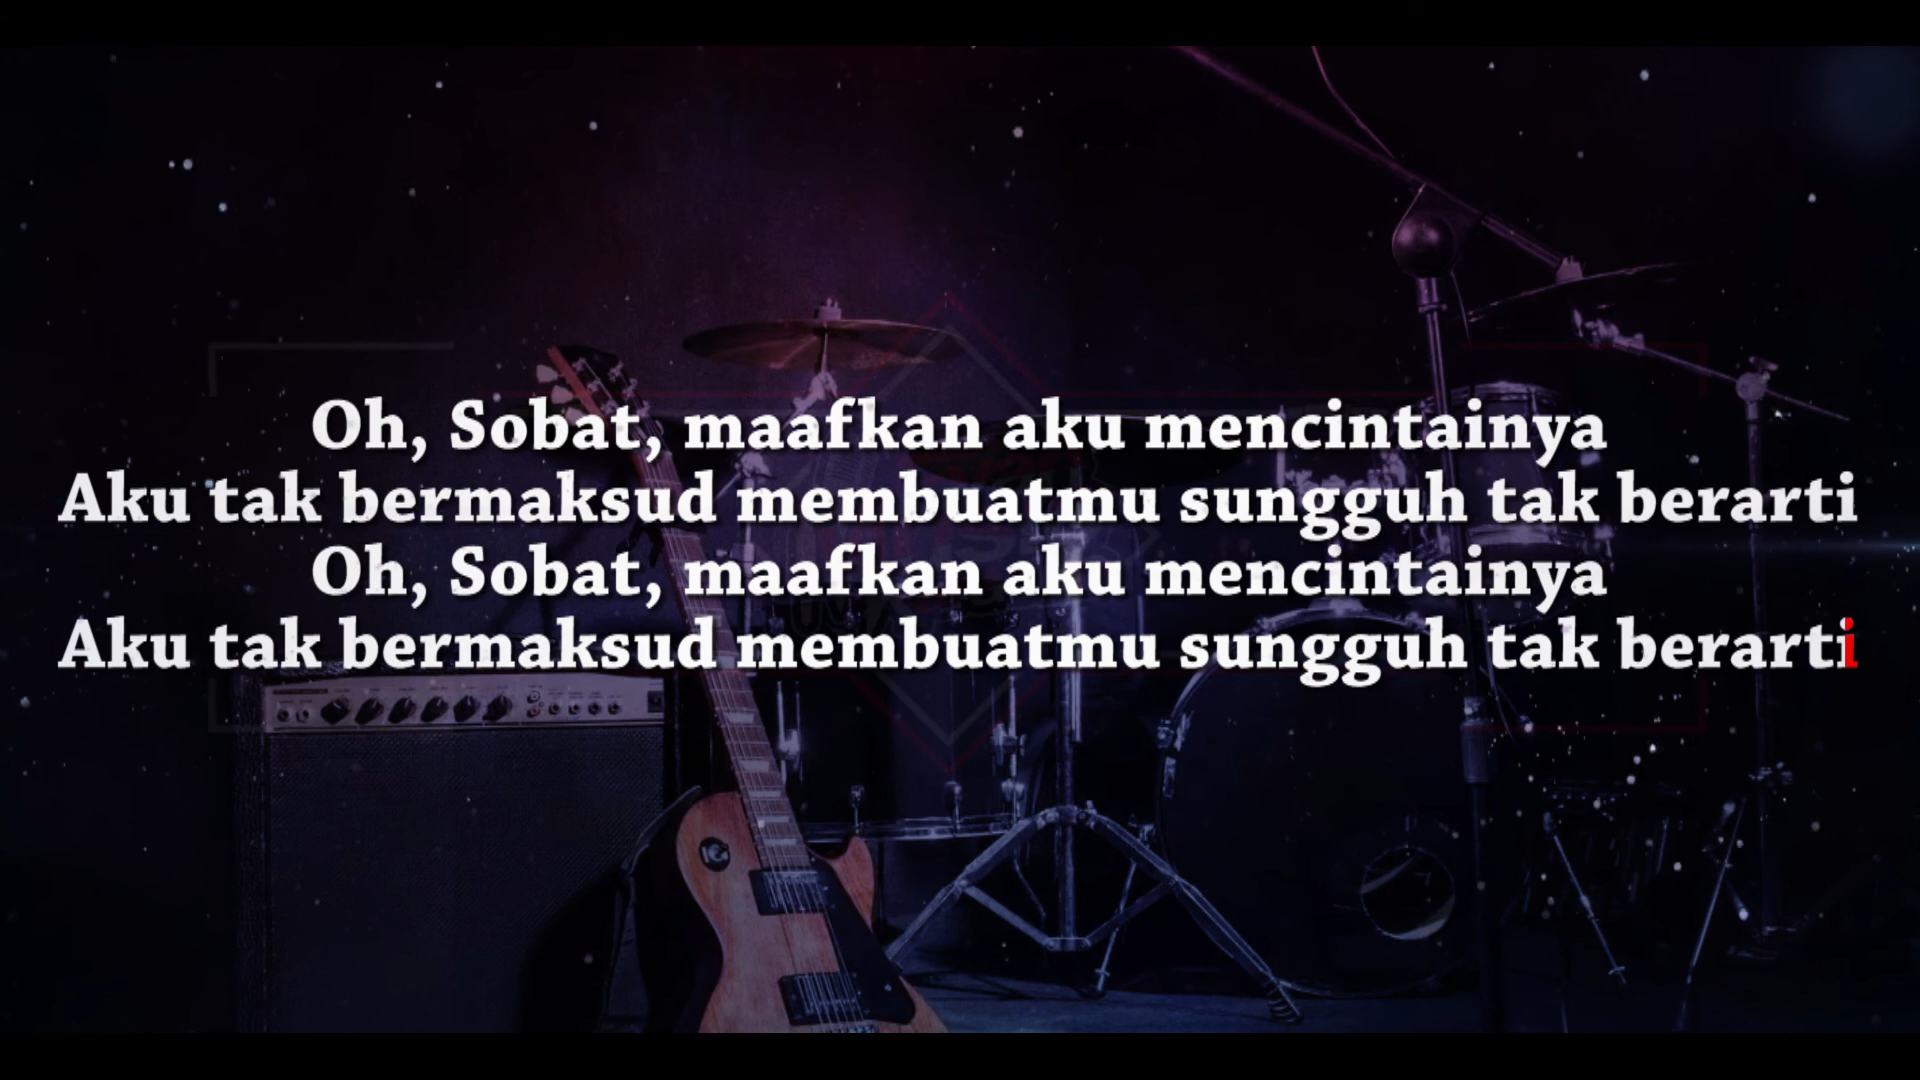 Oh, Sobat, maafkan aku mencintainya
Aku tak bermaksud membuatmu sungguh tak berarti
Oh, Sobat, maafkan aku mencintainya
Aku tak bermaksud membuatmu sungguh tak berarti